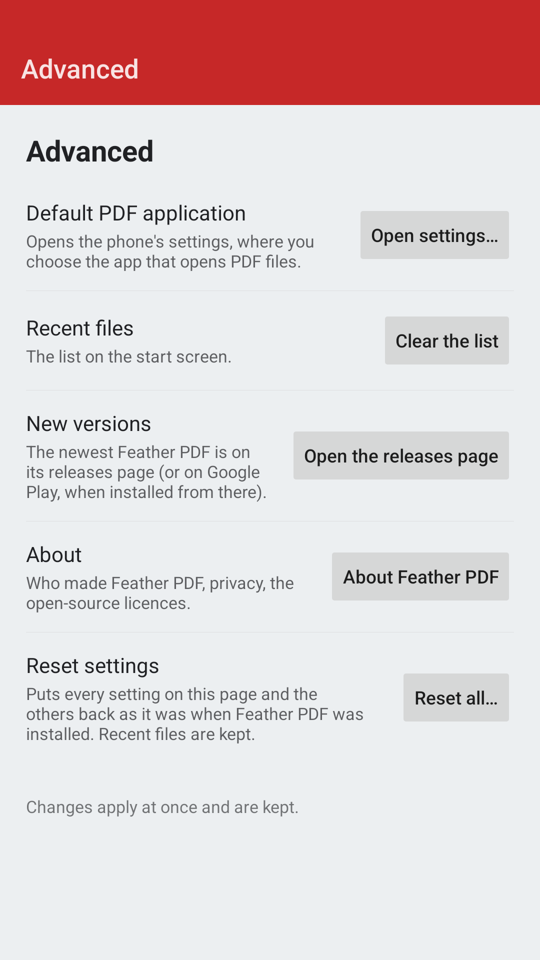 Advanced
Advanced
Default PDF application
Opens the phone's settings, where you
choose the app that opens PDF files.
Open settings…
Recent files
The list on the start screen.
Clear the list
New versions
The newest Feather PDF is on
its releases page (or on Google
Play, when installed from there).
Open the releases page
About
Who made Feather PDF, privacy, the
open-source licences.
About Feather PDF
Reset settings
Puts every setting on this page and the
others back as it was when Feather PDF was
installed. Recent files are kept.
Reset all…
Changes apply at once and are kept.